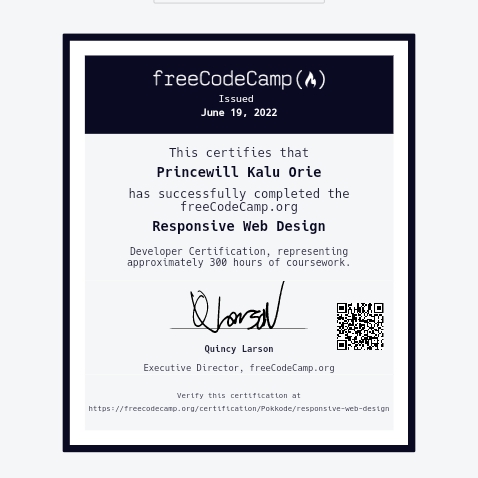 freeCodeCamp(🔥)
Issued
June 19, 2022
This certifies that
Princewill Kalu Orie
has successfully completed the
freeCodeCamp.org
Responsive Web Design
Developer Certification, representing
approximately 300 hours of coursework.
Quincy Larson
Executive Director, freeCodeCamp.org
Verify this certification at
https://freecodecamp.org/certification/Pokkode/responsive-web-design